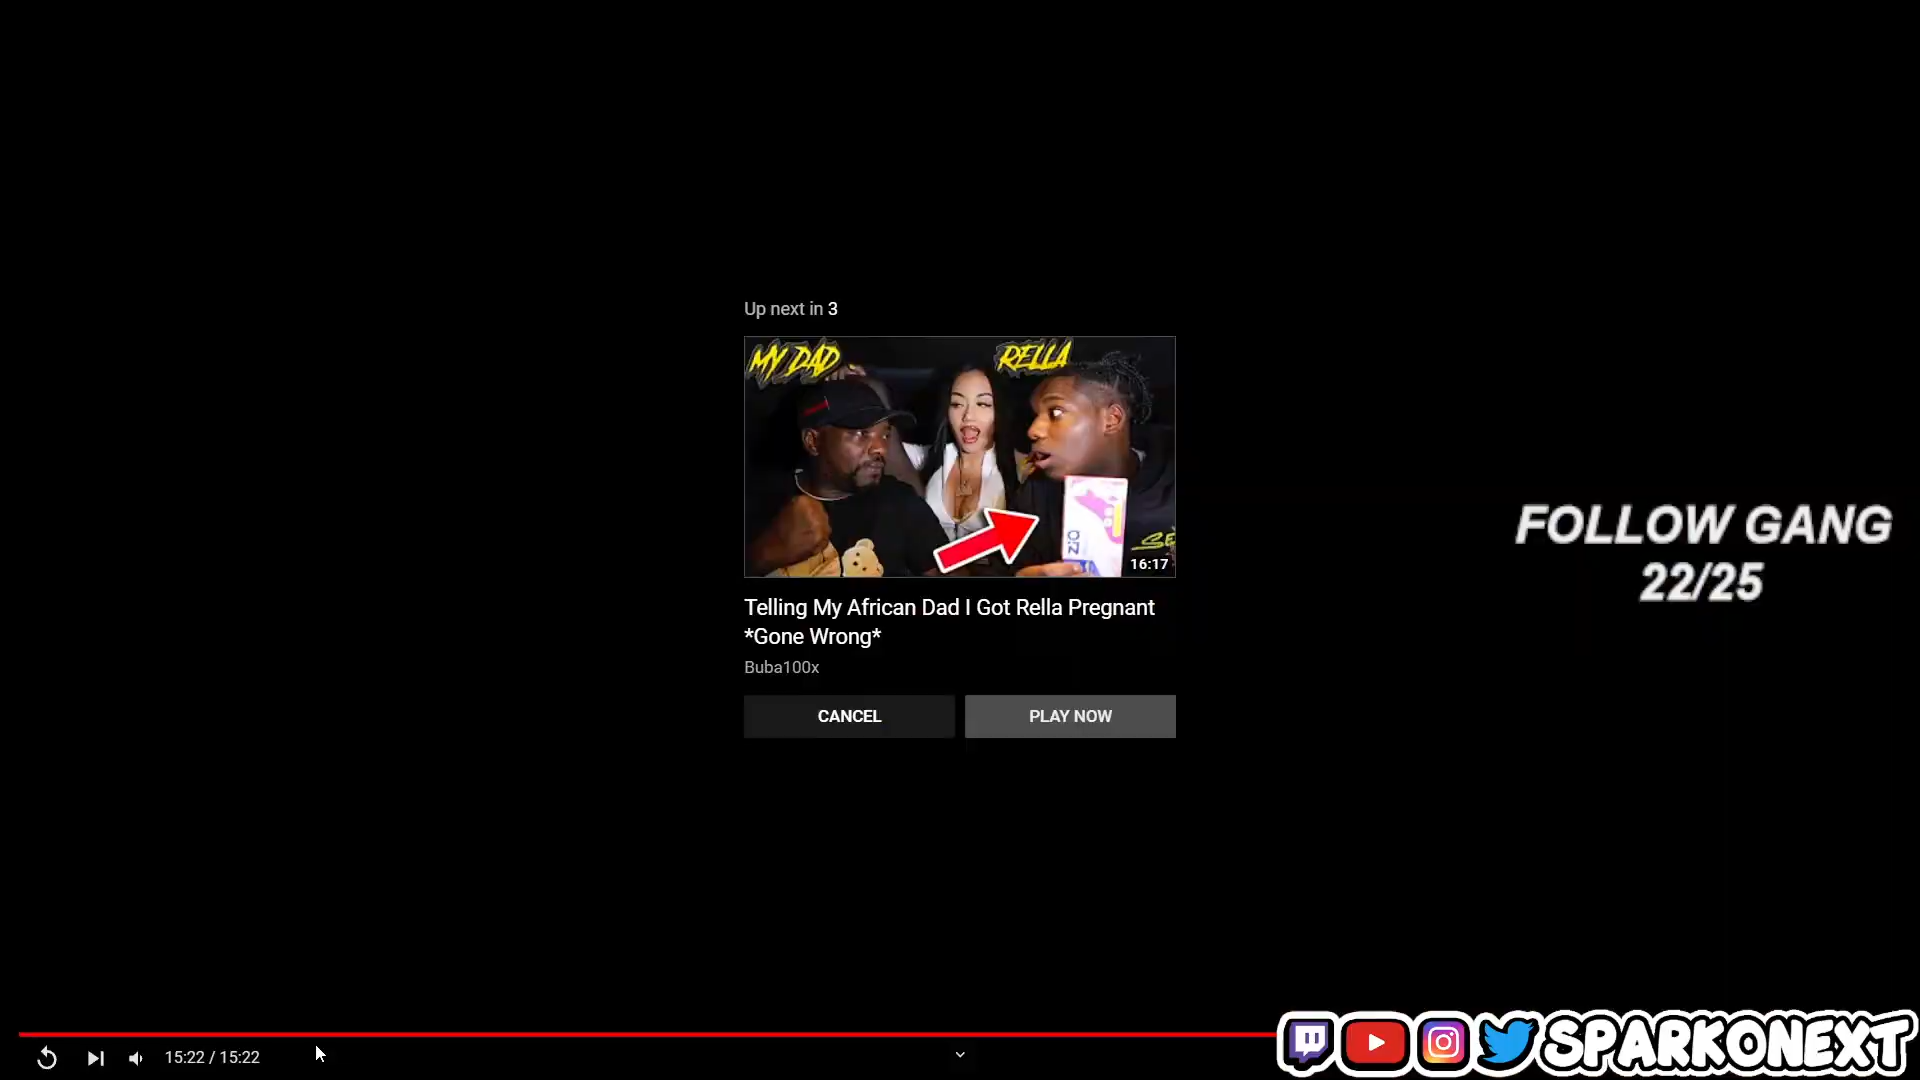 Up next in 3
MY DAD
RELLA
16:17
Telling My African Dad I Got Rella Pregnant
*Gone Wrong*
Buba100x
CANCEL
PLAY NOW
FOLLOW GANG
22/25
15:22 / 15:22
SPARKONEXT